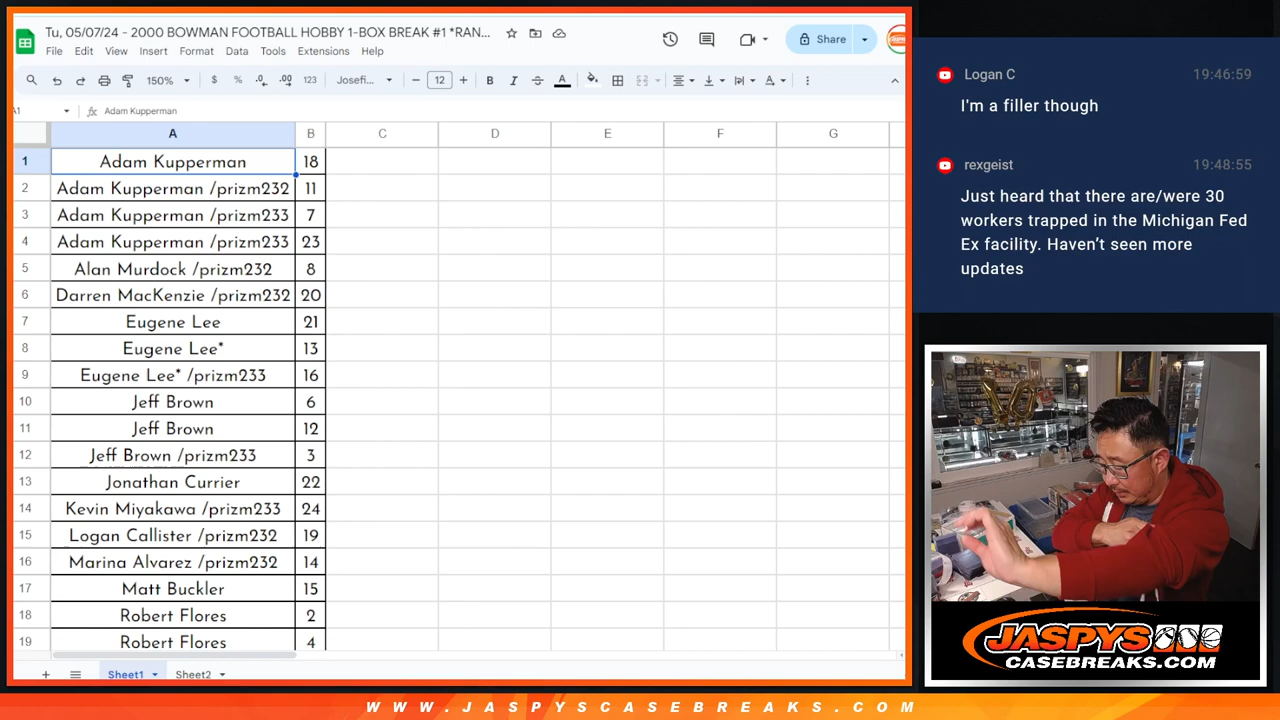 Tu, 05/07/24 - 2000 BOWMAN FOOTBALL HOBBY 1-BOX BREAK #1 *RAN...
File Edit View Insert Format Data Tools Extensions Help
Share
150% $ % .0 .00 123 Josefi... 12 B I A
A1 fx Adam Kupperman
A B C D E F G
1 Adam Kupperman 18
2 Adam Kupperman /prizm232 11
3 Adam Kupperman /prizm233 7
4 Adam Kupperman /prizm233 23
5 Alan Murdock /prizm232 8
6 Darren MacKenzie /prizm232 20
7 Eugene Lee 21
8 Eugene Lee* 13
9 Eugene Lee* /prizm233 16
10 Jeff Brown 6
11 Jeff Brown 12
12 Jeff Brown /prizm233 3
13 Jonathan Currier 22
14 Kevin Miyakawa /prizm233 24
15 Logan Callister /prizm232 19
16 Marina Alvarez /prizm232 14
17 Matt Buckler 15
18 Robert Flores 2
19 Robert Flores 4
Sheet1 Sheet2
Logan C 19:46:59
I'm a filler though
rexgeist 19:48:55
Just heard that there are/were 30
workers trapped in the Michigan Fed
Ex facility. Haven't seen more
updates
JASPYS
CASEBREAKS.COM
WWW.JASPYSCASEBREAKS.COM